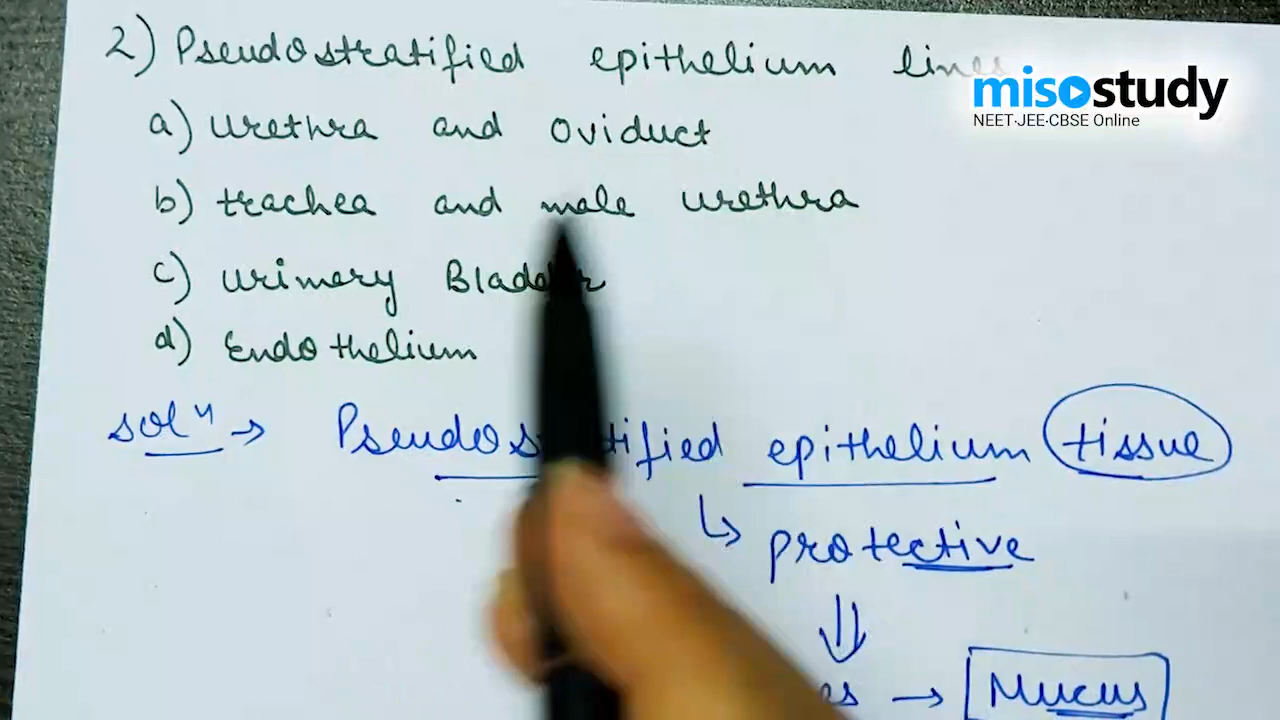 2) Pseudostratified epithelium lines
misostudy
NEET-JEE-CBSE Online
a) Urethra and Oviduct
b) trachea and male urethra
c) Urinary Bladder
d) Endothelium
Solⁿ → Pseudostratified epithelium tissue
↳ protective
⇓
→ Mucus